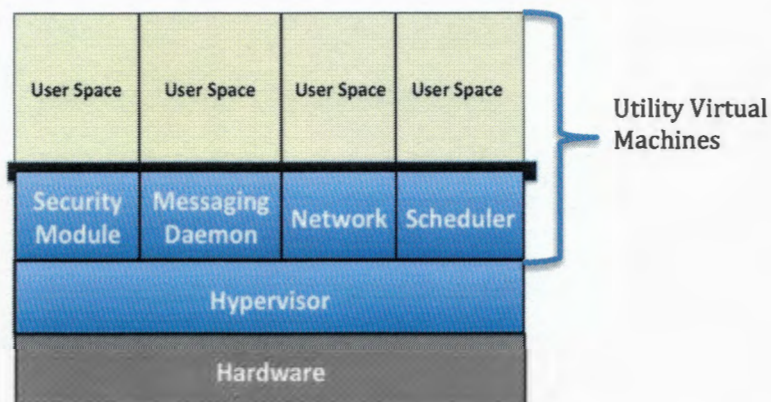 User Space User Space User Space User Space
Utility Virtual
Machines
Security Module Messaging Daemon Network Scheduler
Hypervisor
Hardware